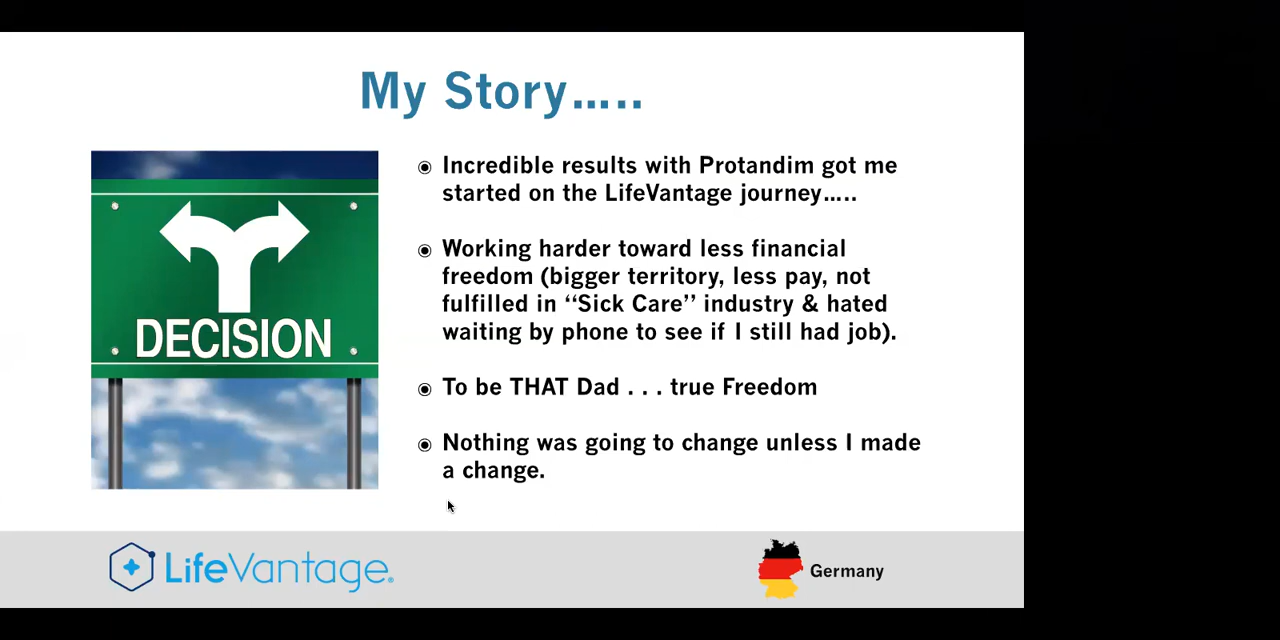 My Story.....
DECISION
◉ Incredible results with Protandim got me
started on the LifeVantage journey.....
◉ Working harder toward less financial
freedom (bigger territory, less pay, not
fulfilled in “Sick Care” industry & hated
waiting by phone to see if I still had job).
◉ To be THAT Dad . . . true Freedom
◉ Nothing was going to change unless I made
a change.
LifeVantage®
Germany